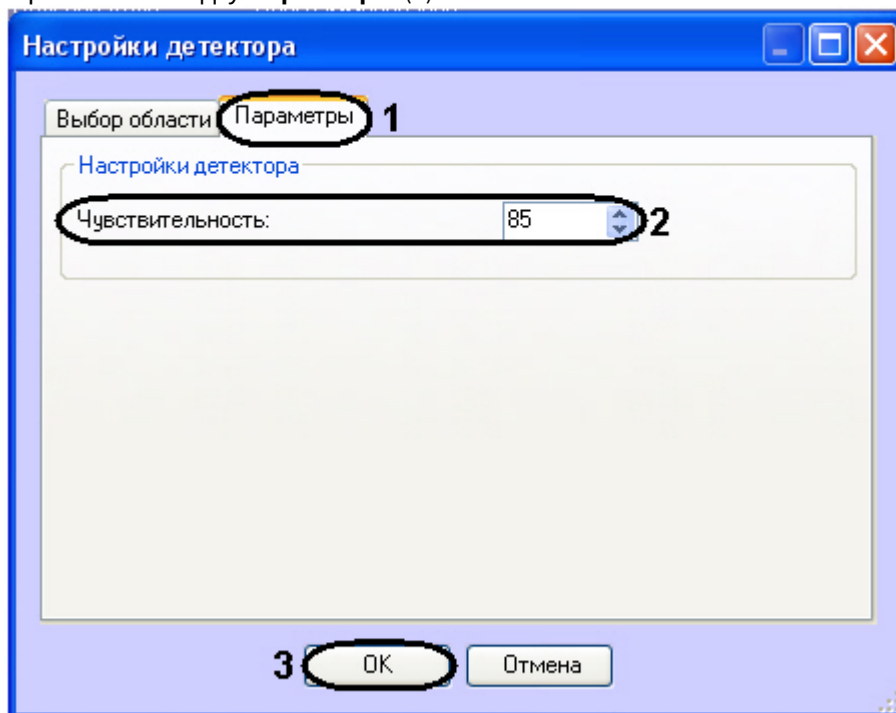 Настройки детектора
Выбор области Параметры 1
Настройки детектора
Чувствительность: 85 2
3 OK Отмена